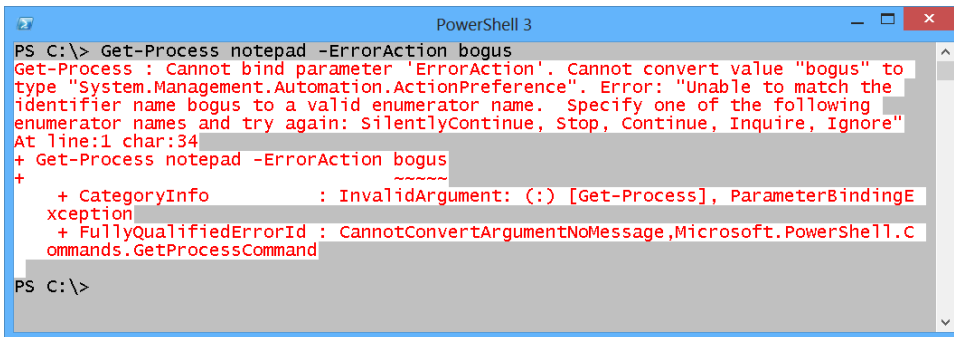 PowerShell 3
PS C:\> Get-Process notepad -ErrorAction bogus
Get-Process : Cannot bind parameter 'ErrorAction'. Cannot convert value "bogus" to
type "System.Management.Automation.ActionPreference". Error: "Unable to match the
identifier name bogus to a valid enumerator name.  Specify one of the following
enumerator names and try again: SilentlyContinue, Stop, Continue, Inquire, Ignore"
At line:1 char:34
+ Get-Process notepad -ErrorAction bogus
+                                  ~~~~~
    + CategoryInfo          : InvalidArgument: (:) [Get-Process], ParameterBindingE
   xception
    + FullyQualifiedErrorId : CannotConvertArgumentNoMessage,Microsoft.PowerShell.C
   ommands.GetProcessCommand
PS C:\>